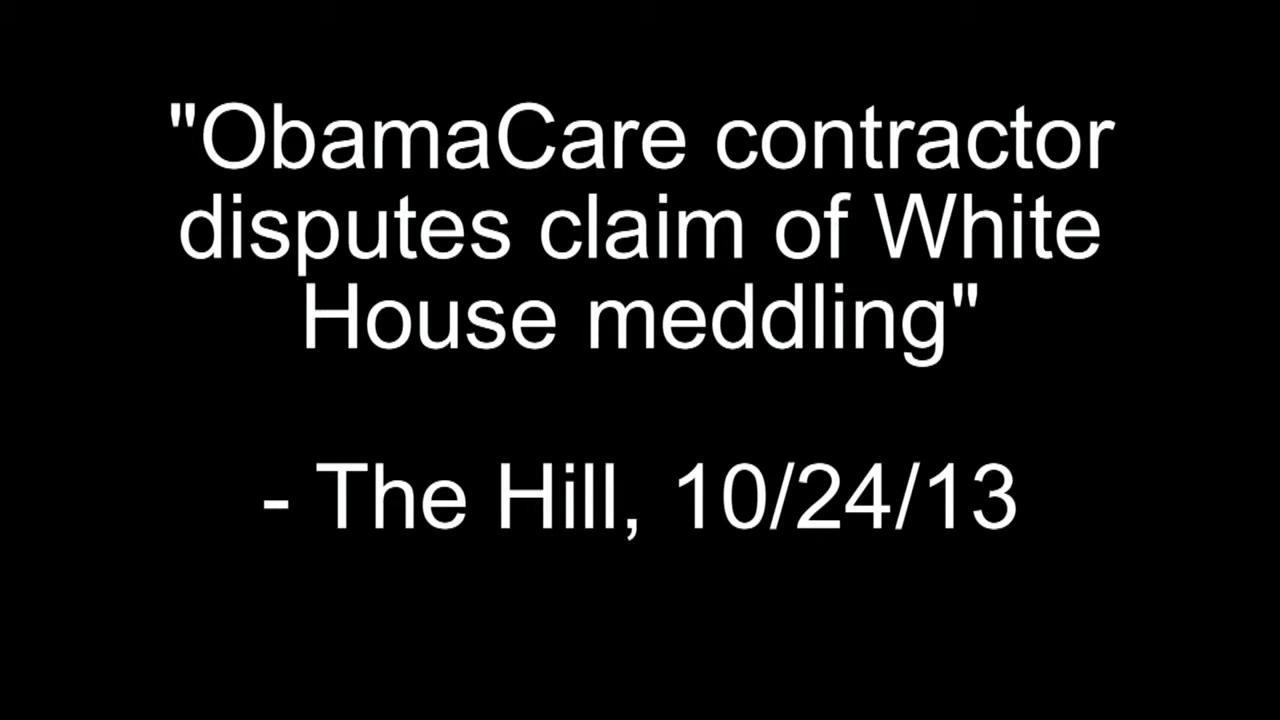 "ObamaCare contractor
disputes claim of White
House meddling"
- The Hill, 10/24/13